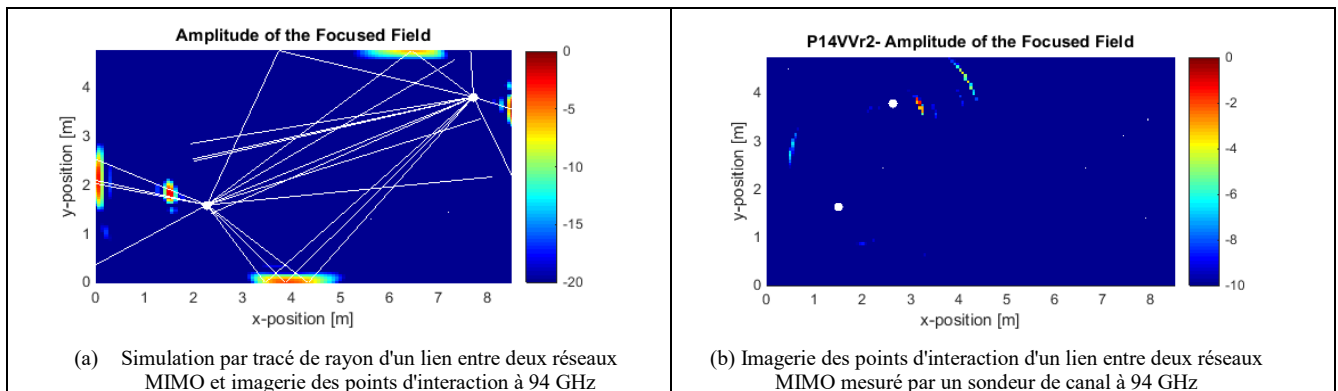 Amplitude of the Focused Field
4
3
2
1
0
y-position [m]
0 1 2 3 4 5 6 7 8
x-position [m]
0
-5
-10
-15
-20
(a) Simulation par tracé de rayon d'un lien entre deux réseaux
MIMO et imagerie des points d'interaction à 94 GHz
P14VVr2- Amplitude of the Focused Field
4
3
2
1
0
y-position [m]
0 1 2 3 4 5 6 7 8
x-position [m]
0
-2
-4
-6
-8
-10
(b) Imagerie des points d'interaction d'un lien entre deux réseaux
MIMO mesuré par un sondeur de canal à 94 GHz